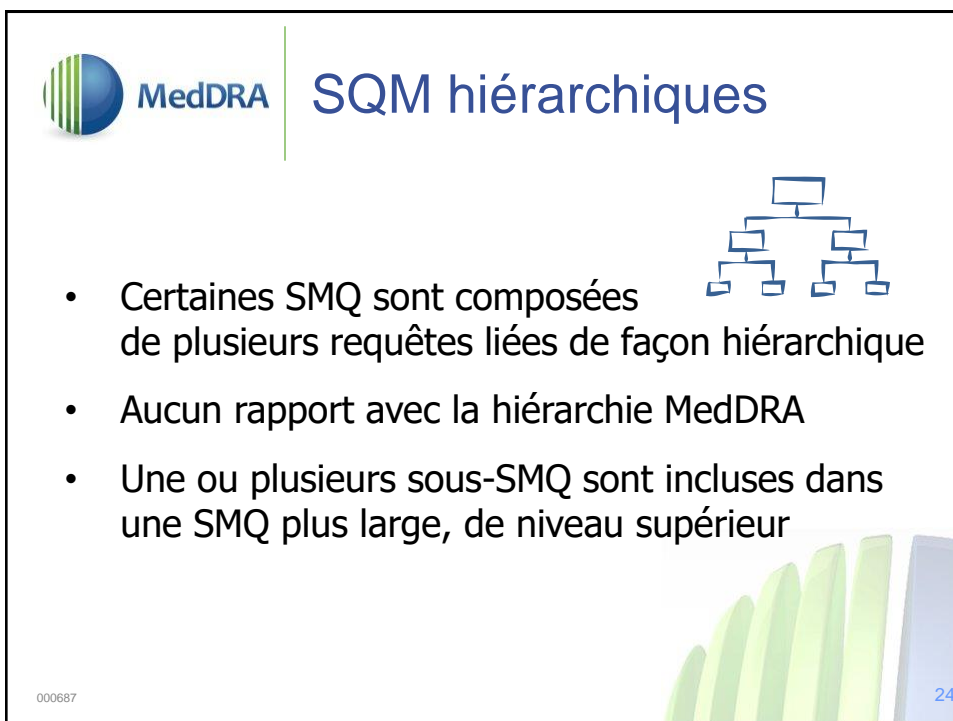 MedDRA
SQM hiérarchiques
• Certaines SMQ sont composées
de plusieurs requêtes liées de façon hiérarchique
• Aucun rapport avec la hiérarchie MedDRA
• Une ou plusieurs sous-SMQ sont incluses dans
une SMQ plus large, de niveau supérieur
000687
24